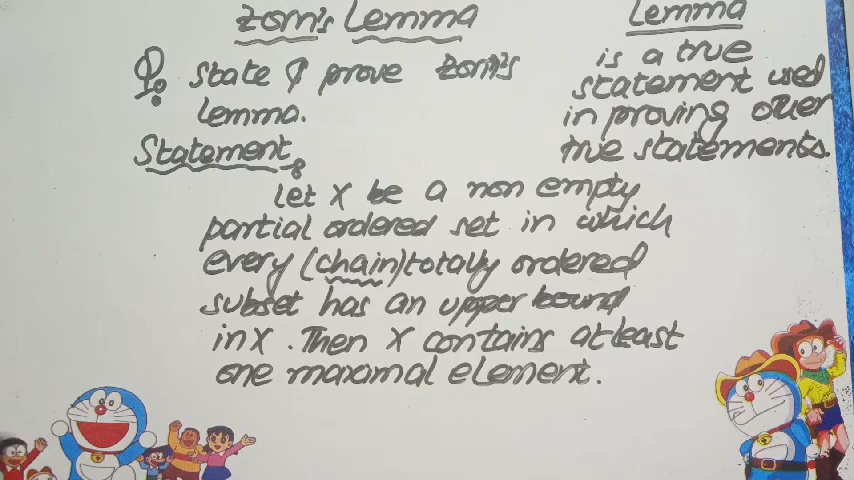 Zorn's Lemma
Q. State & prove Zorn's
lemma.
Statement
Let X be a non empty
partial ordered set in which
every (chain) totally ordered
subset has an upper bound
in X. Then X contains atleast
one maximal element.
Lemma
is a true
statement used
in proving other
true statements.